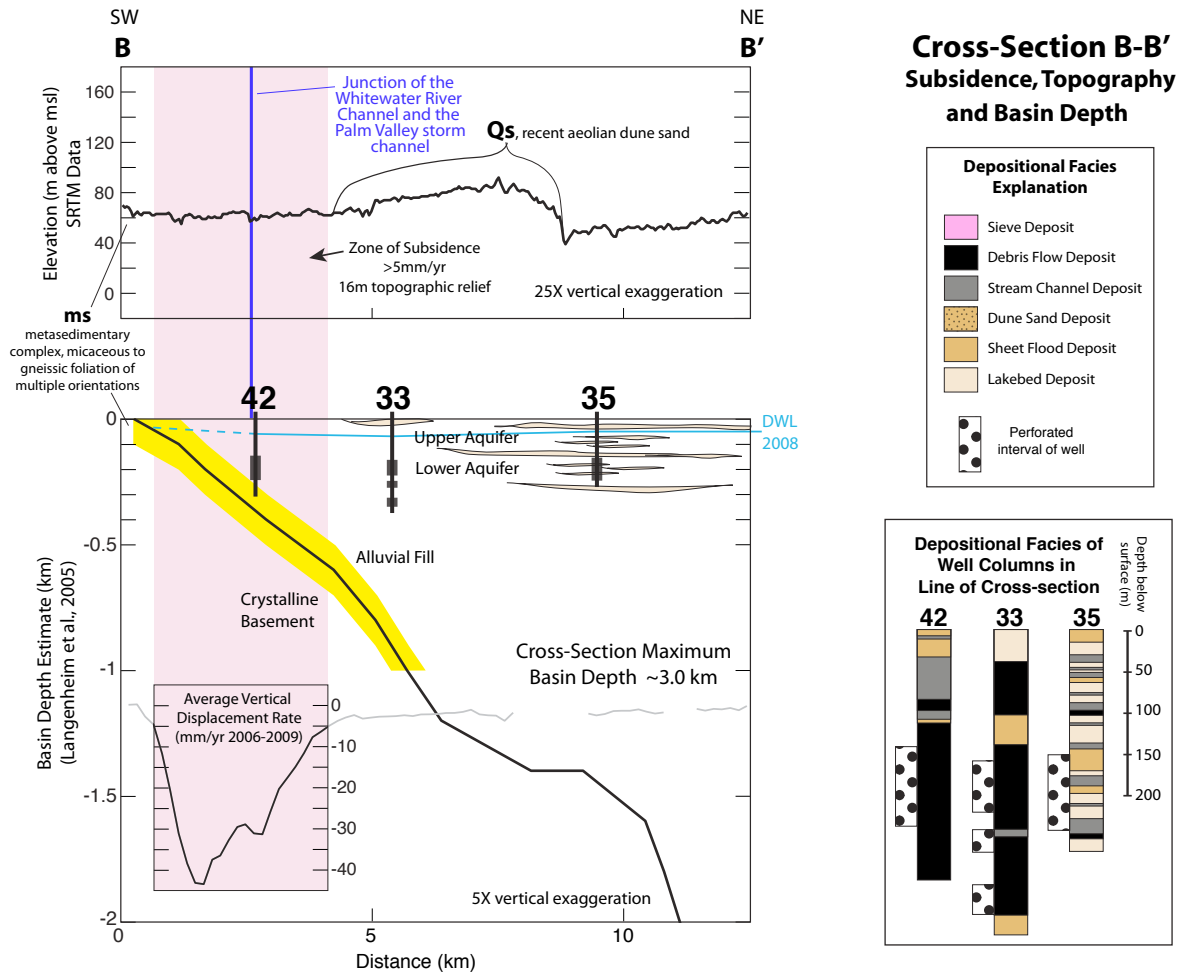 SW
B
NE
B’
Cross-Section B-B’
Subsidence, Topography
and Basin Depth
Elevation (m above msl)
SRTM Data
160
120
80
60
40
0
Junction of the
Whitewater River
Channel and the
Palm Valley storm
channel
Qs, recent aeolian dune sand
Zone of Subsidence
>5mm/yr
16m topographic relief
25X vertical exaggeration
ms
metasedimentary
complex, micaceous to
gneissic foliation of
multiple orientations
Depositional Facies
Explanation
Sieve Deposit
Debris Flow Deposit
Stream Channel Deposit
Dune Sand Deposit
Sheet Flood Deposit
Lakebed Deposit
Perforated
interval of well
42
33
35
DWL
2008
Upper Aquifer
Lower Aquifer
Basin Depth Estimate (km)
(Langenheim et al., 2005)
0
-0.5
-1
-1.5
-2
Alluvial Fill
Crystalline
Basement
Cross-Section Maximum
Basin Depth ~3.0 km
Average Vertical
Displacement Rate
(mm/yr 2006-2009)
0
-10
-20
-30
-40
5X vertical exaggeration
0
5
10
Distance (km)
Depositional Facies of
Well Columns in
Line of Cross-section
Depth below
surface (m)
42
33
35
0
50
100
150
200